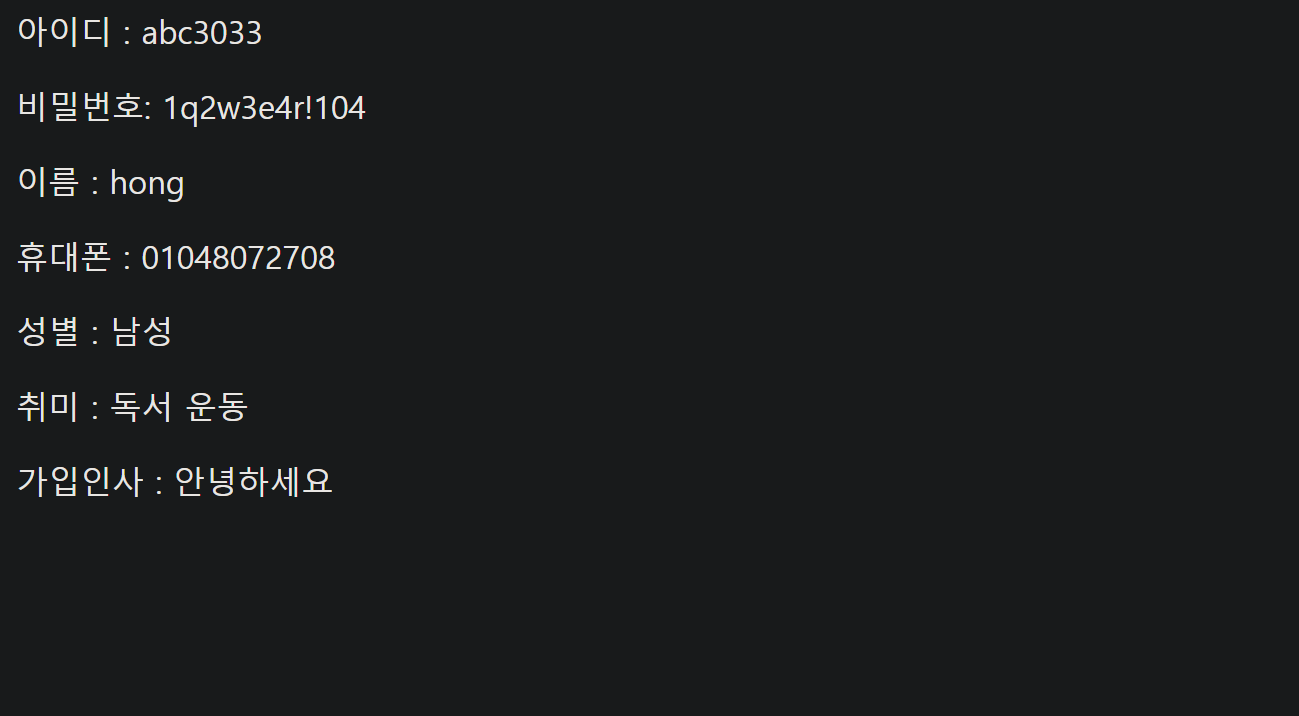 아이디 : abc3033
비밀번호: 1q2w3e4r!104
이름 : hong
휴대폰 : 01048072708
성별 : 남성
취미 : 독서 운동
가입인사 : 안녕하세요